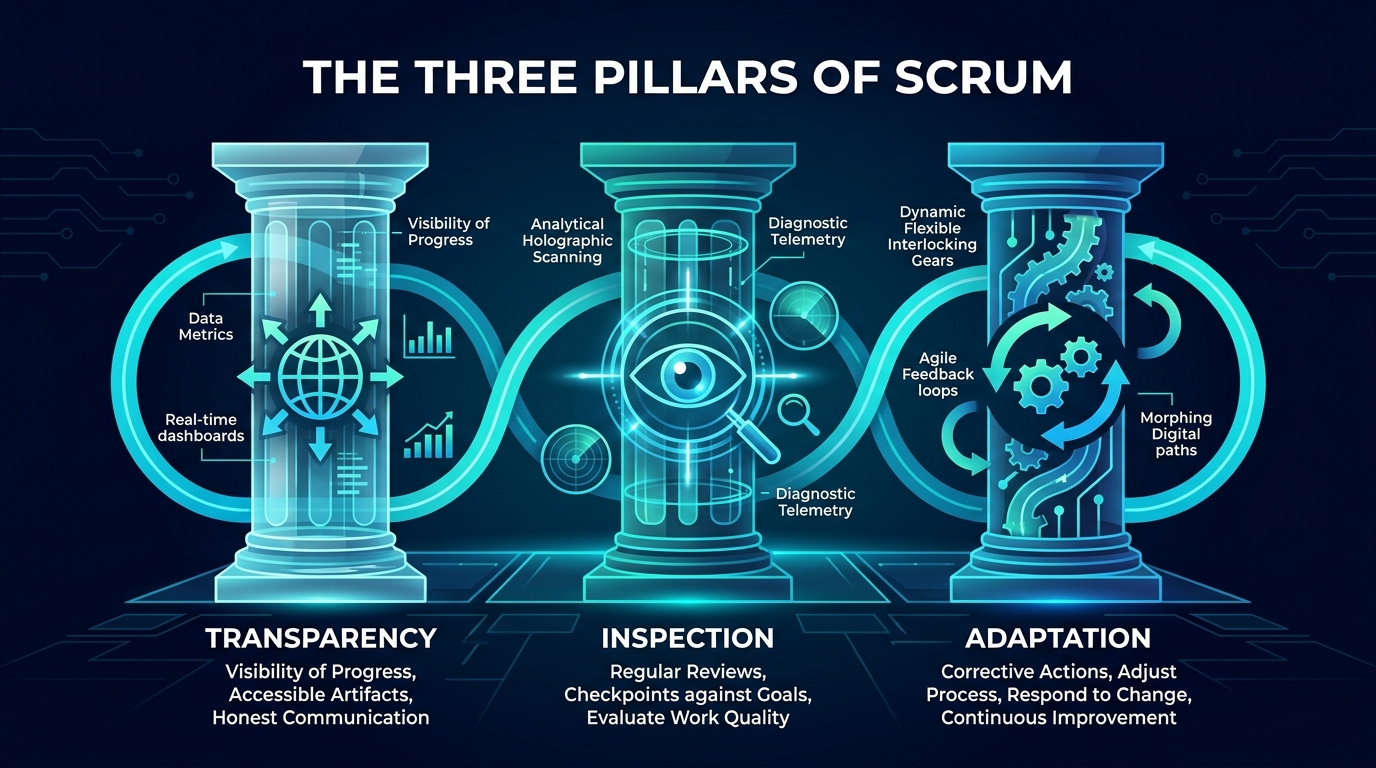 THE THREE PILLARS OF SCRUM
Visibility of
Progress
Data
Metrics
Real-time
dashboards
Analytical
Holographic
Scanning
Diagnostic
Telemetry
Diagnostic
Telemetry
Dynamic
Flexible
Interlocking
Gears
Agile
Feedback
loops
Morphing
Digital
paths
TRANSPARENCY
Visibility of Progress,
Accessible Artifacts,
Honest Communication
INSPECTION
Regular Reviews,
Checkpoints against Goals,
Evaluate Work Quality
ADAPTATION
Corrective Actions, Adjust
Process, Respond to Change,
Continuous Improvement